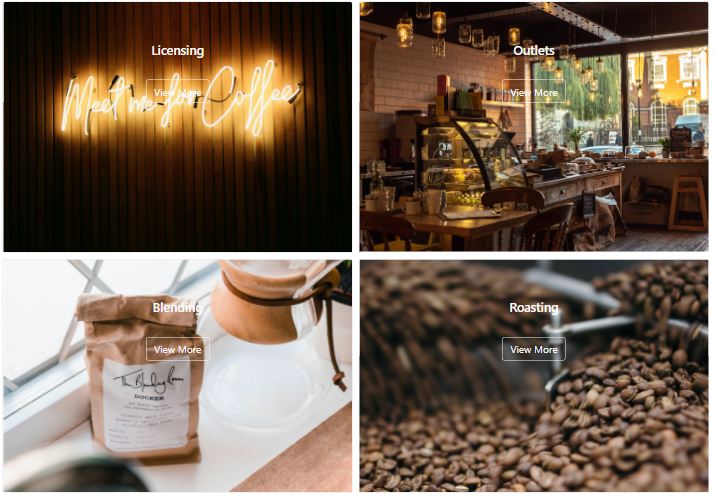 Licensing
View More
Meet me for Coffee
Outlets
View More
Blending
View More
The Blending Room
DOCKER
Roasting
View More